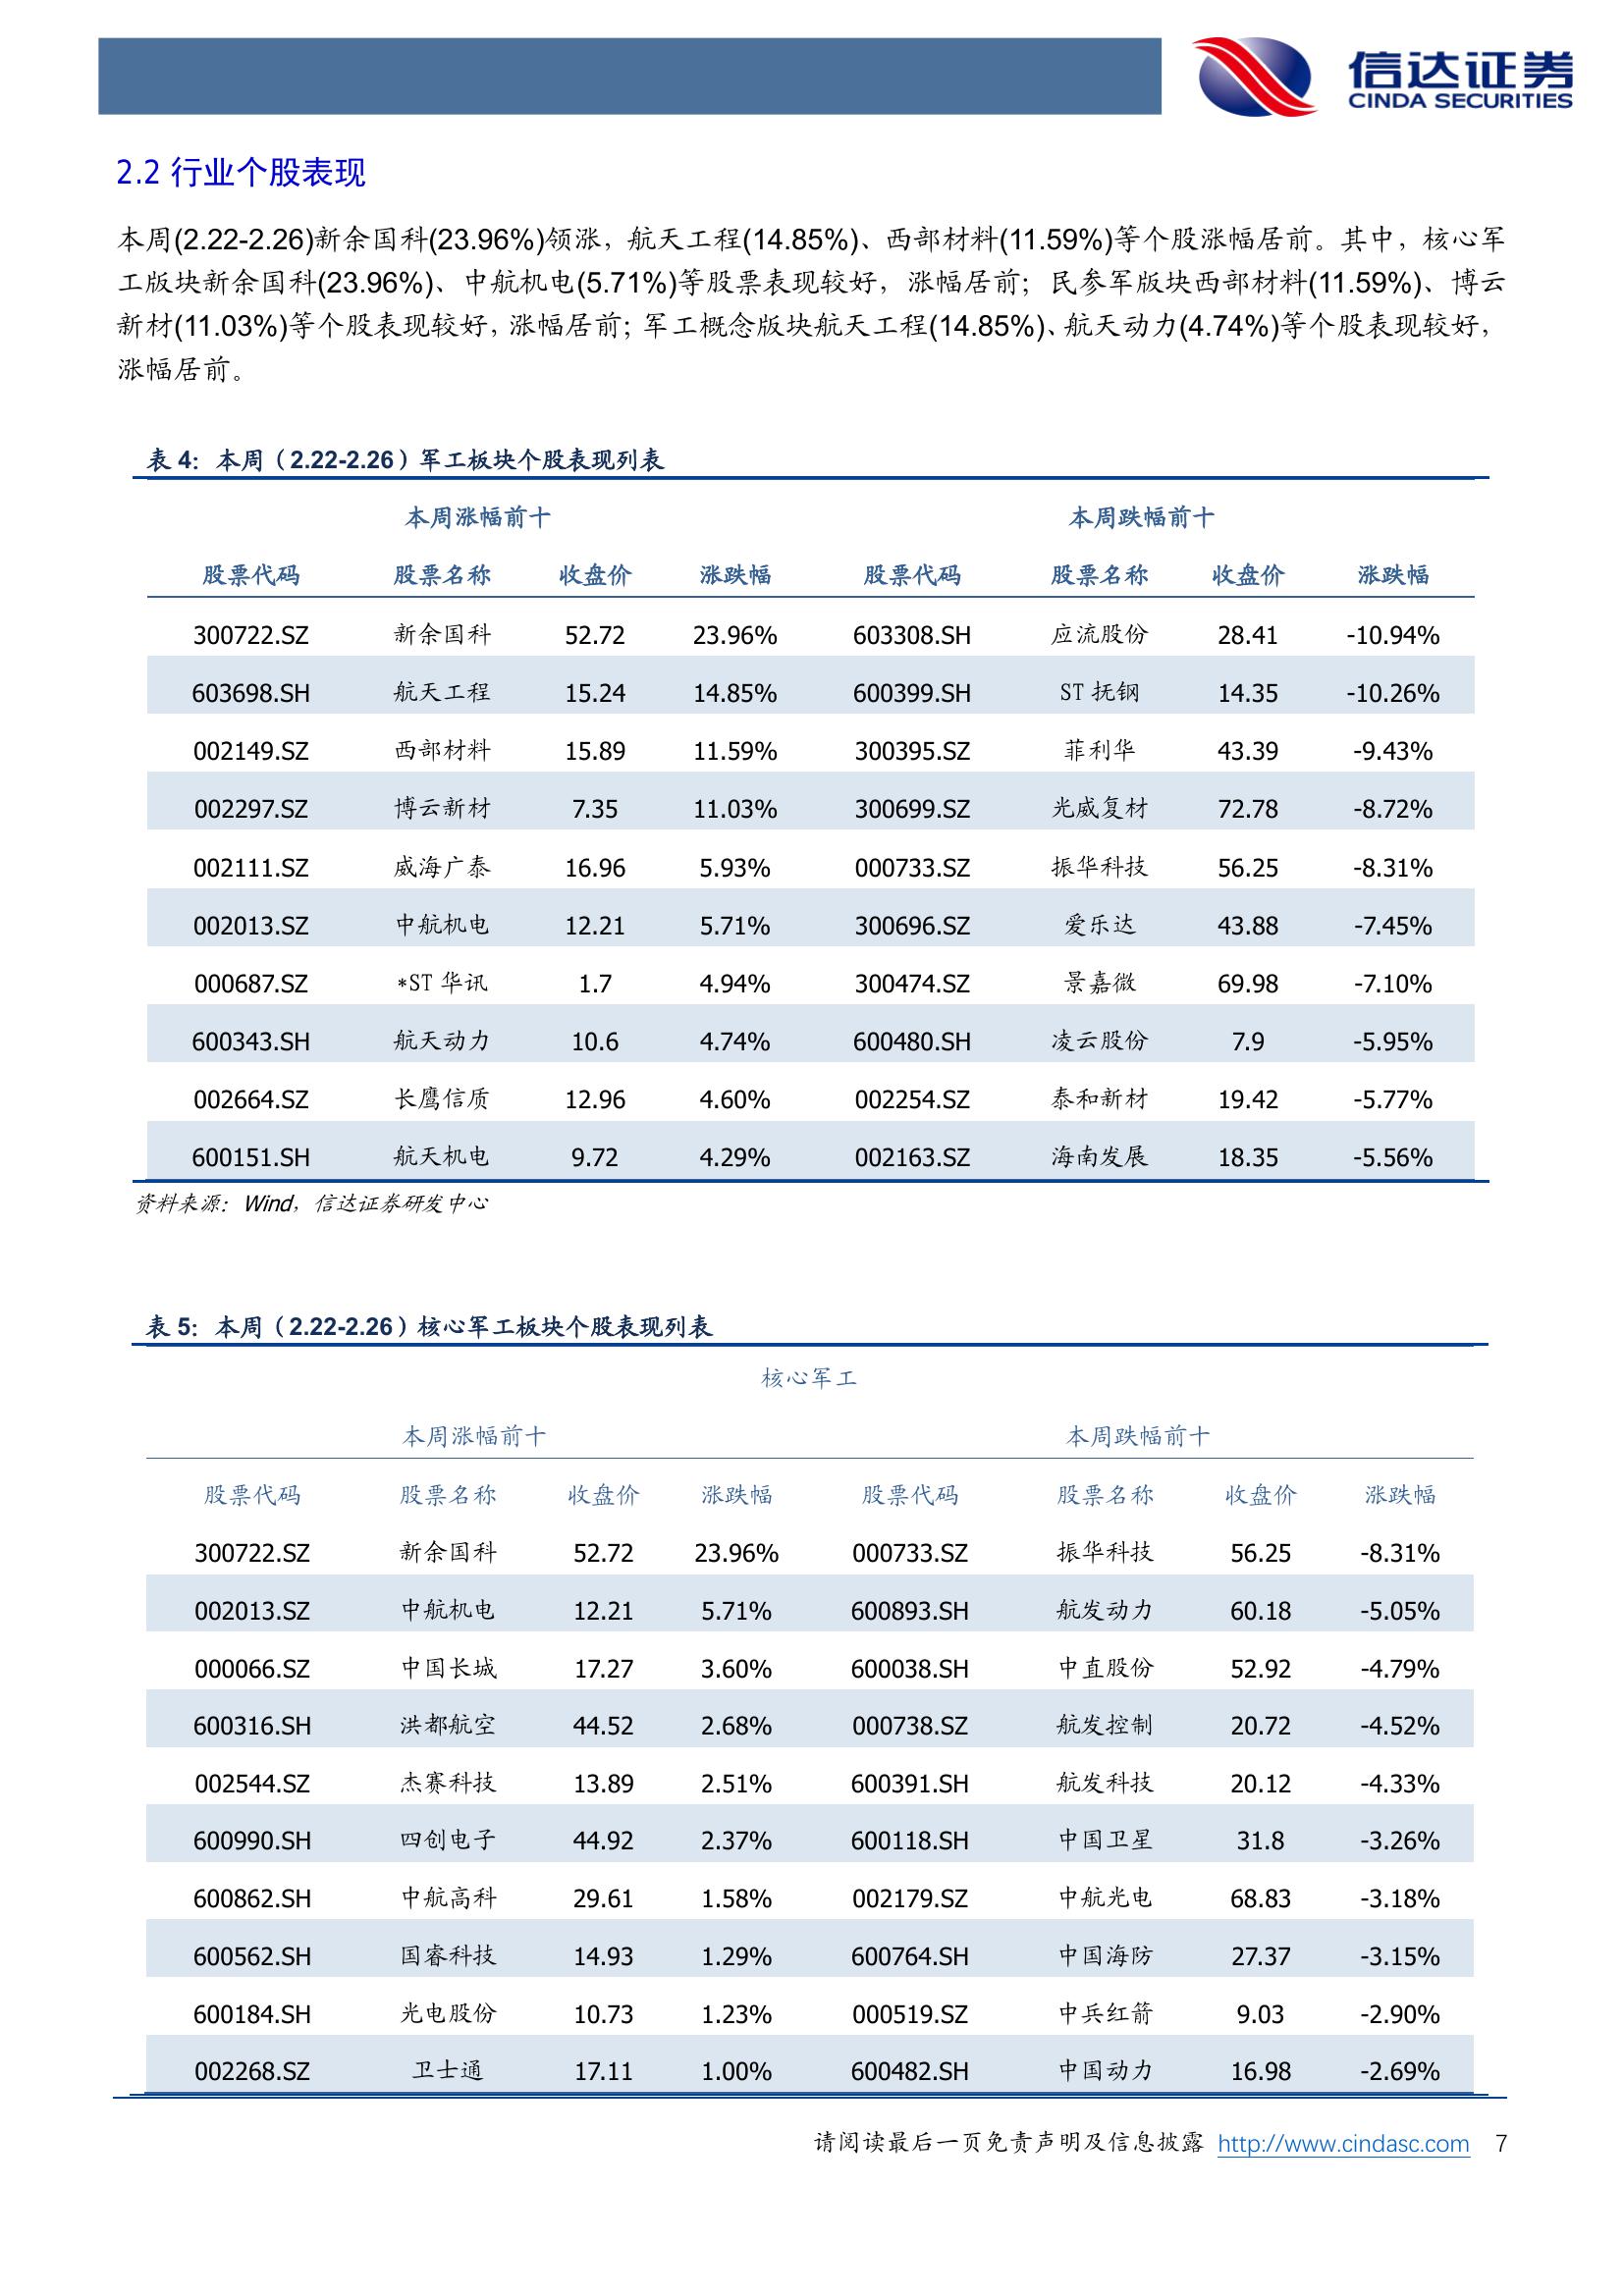 信达证券
CINDA SECURITIES
2.2 行业个股表现
本周(2.22-2.26)新余国科(23.96%)领涨，航天工程(14.85%)、西部材料(11.59%)等个股涨幅居前。其中，核心军
工版块新余国科(23.96%)、中航机电(5.71%)等股票表现较好，涨幅居前；民参军版块西部材料(11.59%)、博云
新材(11.03%)等个股表现较好，涨幅居前；军工概念版块航天工程(14.85%)、航天动力(4.74%)等个股表现较好，
涨幅居前。
表 4：本周（2.22-2.26）军工板块个股表现列表
本周涨幅前十 本周跌幅前十
股票代码 股票名称 收盘价 涨跌幅 股票代码 股票名称 收盘价 涨跌幅
300722.SZ 新余国科 52.72 23.96% 603308.SH 应流股份 28.41 -10.94%
603698.SH 航天工程 15.24 14.85% 600399.SH ST 抚钢 14.35 -10.26%
002149.SZ 西部材料 15.89 11.59% 300395.SZ 菲利华 43.39 -9.43%
002297.SZ 博云新材 7.35 11.03% 300699.SZ 光威复材 72.78 -8.72%
002111.SZ 威海广泰 16.96 5.93% 000733.SZ 振华科技 56.25 -8.31%
002013.SZ 中航机电 12.21 5.71% 300696.SZ 爱乐达 43.88 -7.45%
000687.SZ *ST 华讯 1.7 4.94% 300474.SZ 景嘉微 69.98 -7.10%
600343.SH 航天动力 10.6 4.74% 600480.SH 凌云股份 7.9 -5.95%
002664.SZ 长鹰信质 12.96 4.60% 002254.SZ 泰和新材 19.42 -5.77%
600151.SH 航天机电 9.72 4.29% 002163.SZ 海南发展 18.35 -5.56%
资料来源：Wind，信达证券研发中心
表 5：本周（2.22-2.26）核心军工板块个股表现列表
核心军工
本周涨幅前十 本周跌幅前十
股票代码 股票名称 收盘价 涨跌幅 股票代码 股票名称 收盘价 涨跌幅
300722.SZ 新余国科 52.72 23.96% 000733.SZ 振华科技 56.25 -8.31%
002013.SZ 中航机电 12.21 5.71% 600893.SH 航发动力 60.18 -5.05%
000066.SZ 中国长城 17.27 3.60% 600038.SH 中直股份 52.92 -4.79%
600316.SH 洪都航空 44.52 2.68% 000738.SZ 航发控制 20.72 -4.52%
002544.SZ 杰赛科技 13.89 2.51% 600391.SH 航发科技 20.12 -4.33%
600990.SH 四创电子 44.92 2.37% 600118.SH 中国卫星 31.8 -3.26%
600862.SH 中航高科 29.61 1.58% 002179.SZ 中航光电 68.83 -3.18%
600562.SH 国睿科技 14.93 1.29% 600764.SH 中国海防 27.37 -3.15%
600184.SH 光电股份 10.73 1.23% 000519.SZ 中兵红箭 9.03 -2.90%
002268.SZ 卫士通 17.11 1.00% 600482.SH 中国动力 16.98 -2.69%
请阅读最后一页免责声明及信息披露 http://www.cindasc.com 7